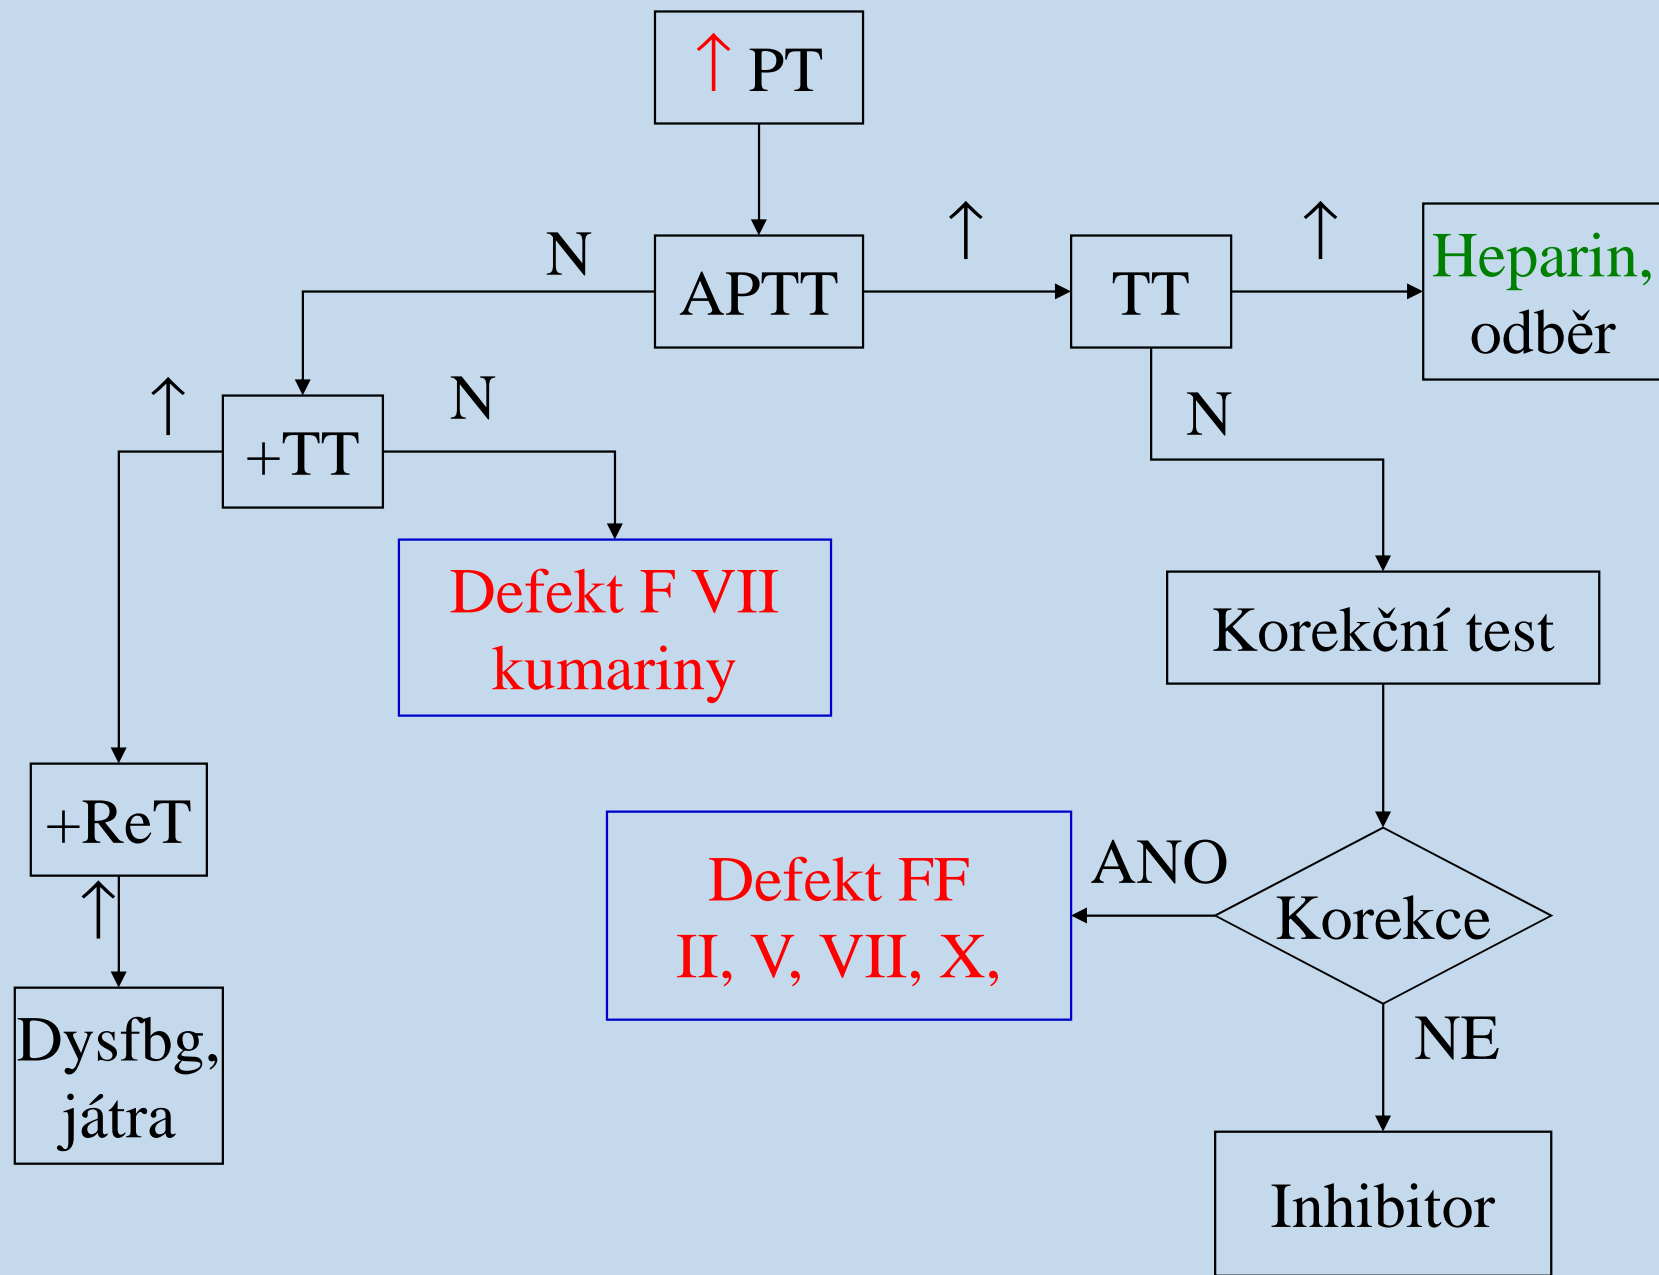 ↑ PT
N
APTT
↑
TT
↑
Heparin,
odběr
↑
+TT
N
N
Defekt F VII
kumariny
Korekční test
+ReT
↑
Defekt FF
II, V, VII, X,
ANO
Korekce
NE
Dysfbg,
játra
Inhibitor